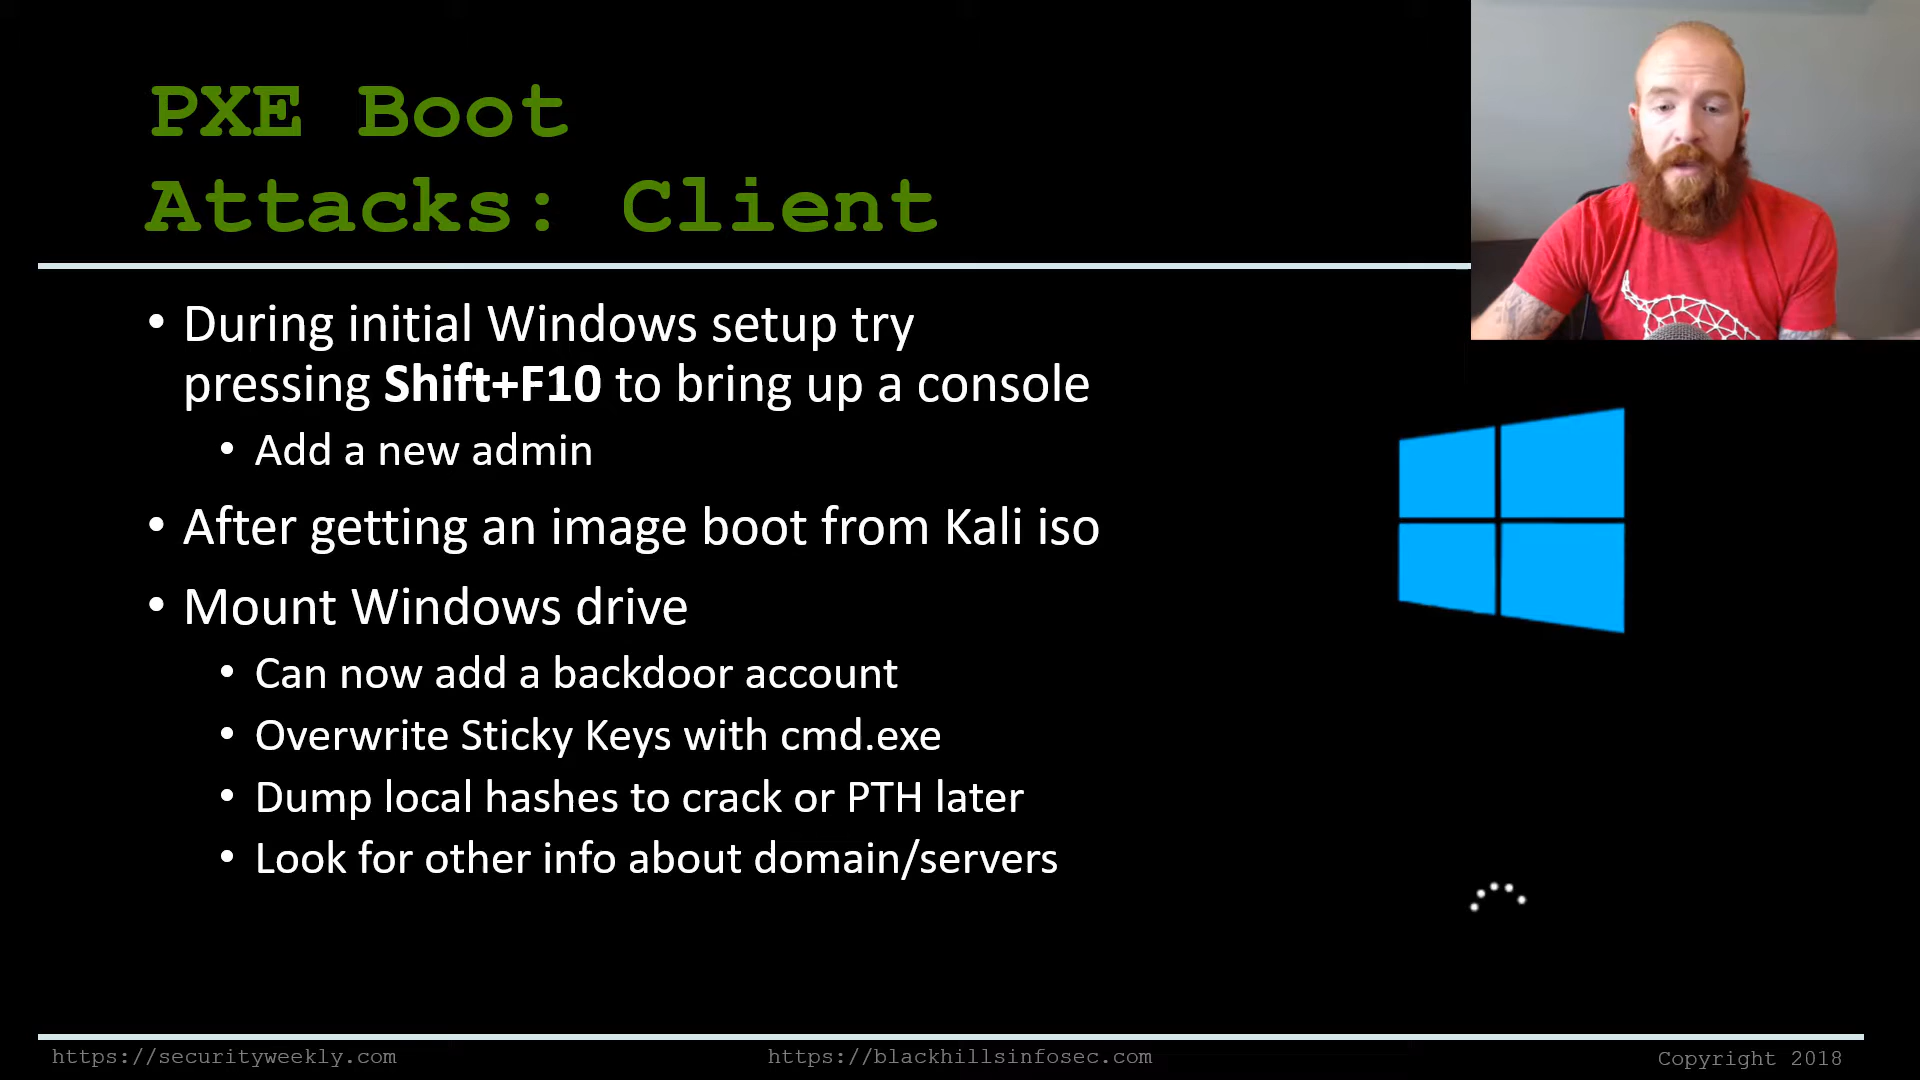 PXE Boot
Attacks: Client
• During initial Windows setup try
pressing Shift+F10 to bring up a console
• Add a new admin
• After getting an image boot from Kali iso
• Mount Windows drive
• Can now add a backdoor account
• Overwrite Sticky Keys with cmd.exe
• Dump local hashes to crack or PTH later
• Look for other info about domain/servers
https://securityweekly.com
https://blackhillsinfosec.com
Copyright 2018